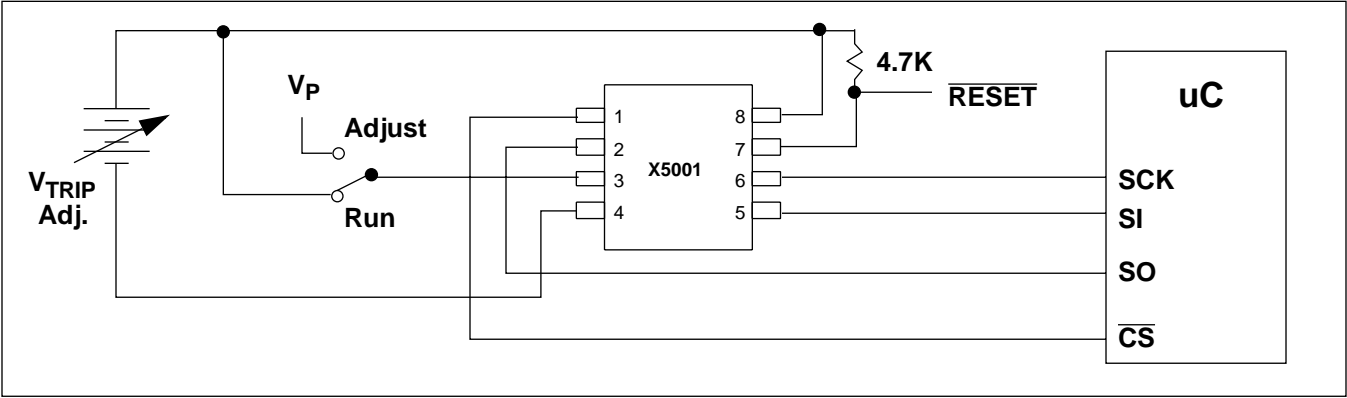 4.7K
RESET
uC
VP
Adjust
1
8
2
7
X5001
3
6
SCK
VTRIP
Adj.
Run
4
5
SI
SO
CS